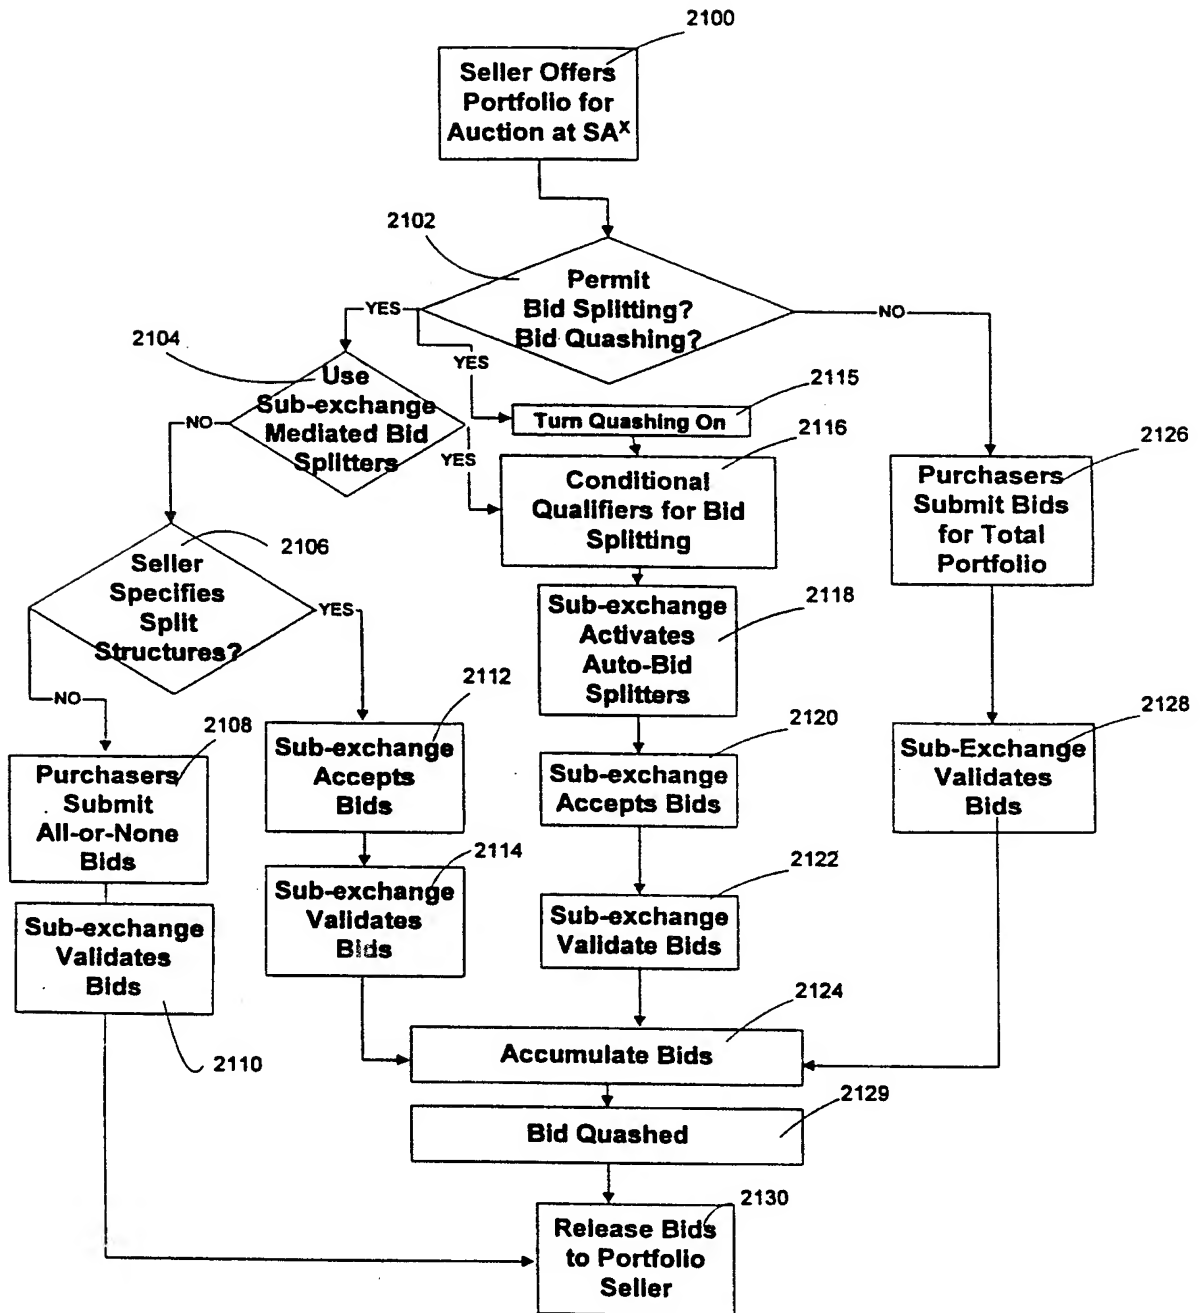 2100
Seller Offers
Portfolio for
Auction at SAX
2102
Permit
Bid Splitting?
Bid Quashing?
YES
YES
NO
2104
Use
Sub-exchange
Mediated Bid
Splitters
NO
YES
2115
Turn Quashing On
2116
Conditional
Qualifiers for Bid
Splitting
2126
Purchasers
Submit Bids
for Total
Portfolio
2106
Seller
Specifies
Split
Structures?
YES
NO
2118
Sub-exchange
Activates
Auto-Bid
Splitters
2108
Purchasers
Submit
All-or-None
Bids
2112
Sub-exchange
Accepts
Bids
2120
Sub-exchange
Accepts Bids
2128
Sub-Exchange
Validates
Bids
2110
Sub-exchange
Validates
Bids
2114
Sub-exchange
Validates
Bids
2122
Sub-exchange
Validate Bids
2124
Accumulate Bids
2129
Bid Quashed
2130
Release Bids
to Portfolio
Seller